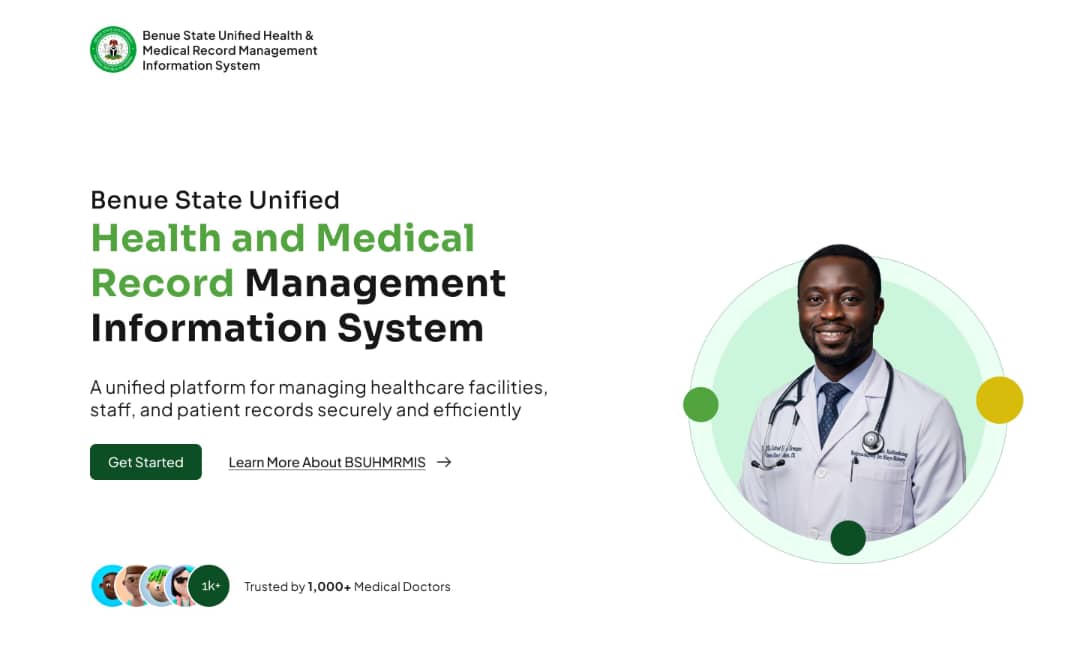 Benue State Unified Health &
Medical Record Management
Information System
Benue State Unified
Health and Medical
Record Management
Information System
A unified platform for managing healthcare facilities,
staff, and patient records securely and efficiently
Get Started
Learn More About BSUHMRMIS →
1k+
Trusted by 1,000+ Medical Doctors